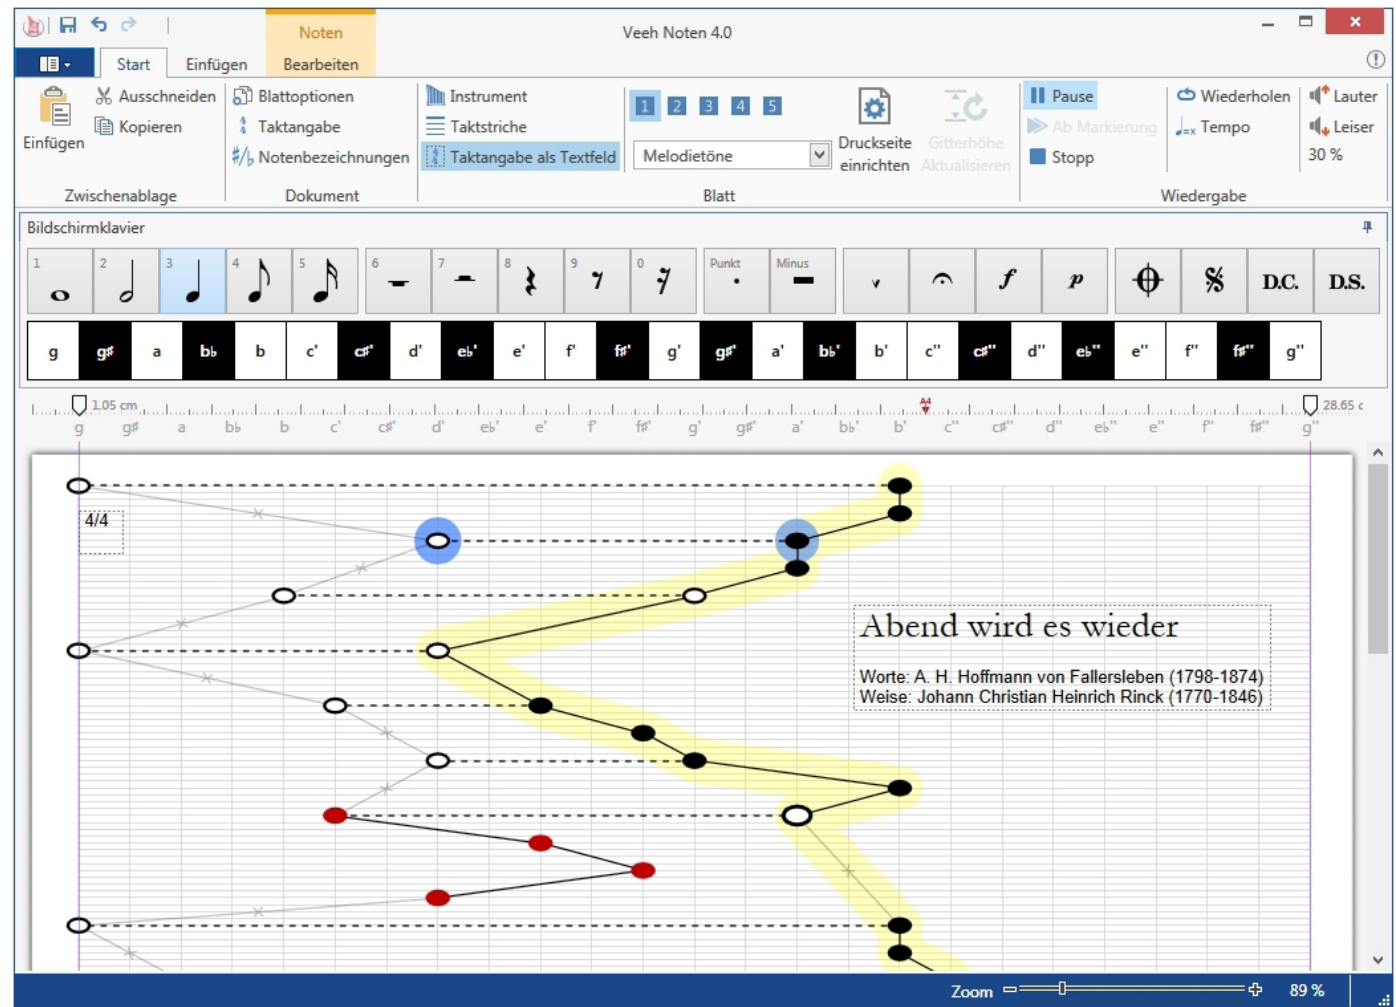 Noten
Veeh Noten 4.0
Start
Einfügen
Bearbeiten
Einfügen
Ausschneiden
Kopieren
Zwischenablage
Blattoptionen
Taktangabe
Notenbezeichnungen
Dokument
Instrument
Taktstriche
Taktangabe als Textfeld
1 2 3 4 5
Melodietöne
Druckseite
einrichten
Gitterhöhe
Aktualisieren
Blatt
Pause
Ab Markierung
Stopp
Wiederholen
Tempo
Lauter
Leiser
30 %
Wiedergabe
Bildschirmklavier
1 2 3 4 5 6 7 8 9 0 Punkt Minus
f p D.C. D.S.
g g♯ a b♭ b c' c♯' d' e♭' e' f' f♯' g' g♯' a' b♭' b' c'' c♯'' d'' e♭'' e'' f'' f♯'' g''
1.05 cm A4 28.65 c
g g♯ a b♭ b c' c♯' d' e♭' e' f' f♯' g' g♯' a' b♭' b' c'' c♯'' d'' e♭'' e'' f'' f♯'' g''
4/4
Abend wird es wieder
Worte: A. H. Hoffmann von Fallersleben (1798-1874)
Weise: Johann Christian Heinrich Rinck (1770-1846)
Zoom 89 %